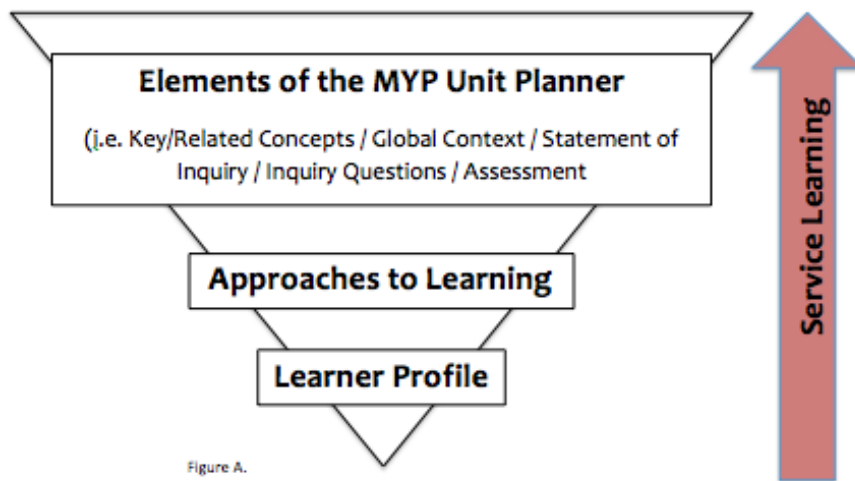 Elements of the MYP Unit Planner
(i.e. Key/Related Concepts / Global Context / Statement of
Inquiry / Inquiry Questions / Assessment
Approaches to Learning
Learner Profile
Figure A.
Service Learning